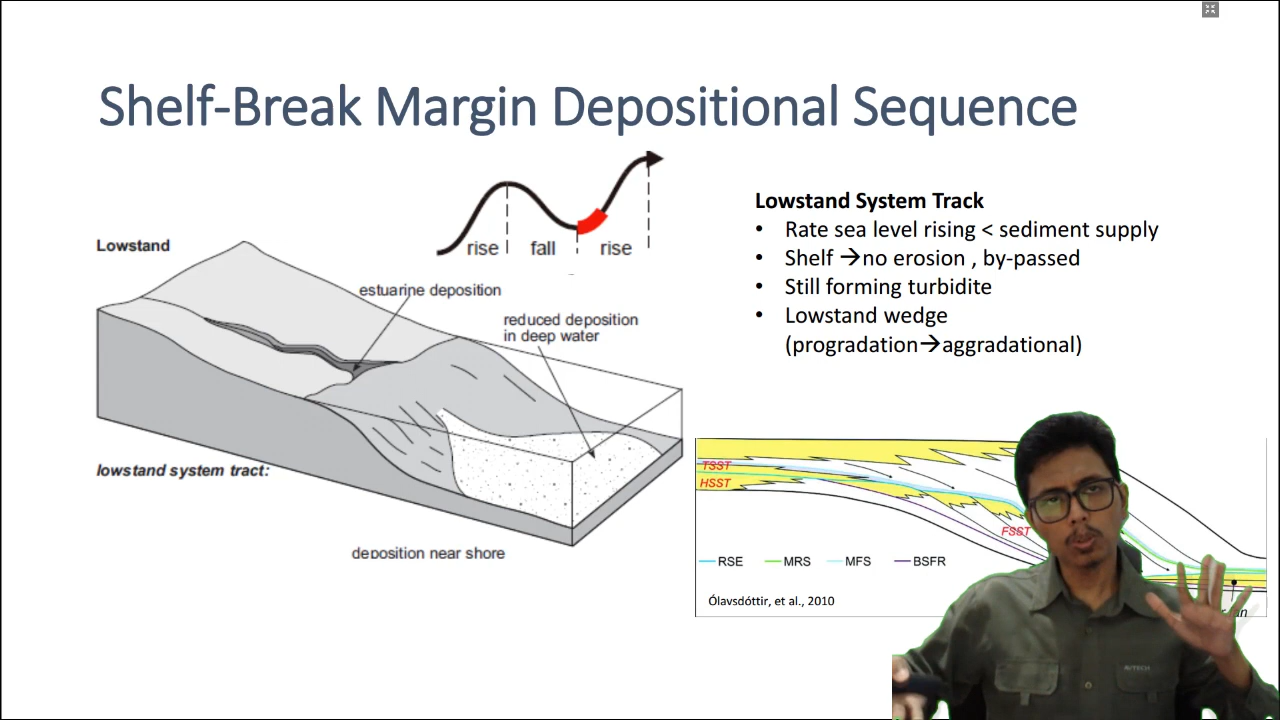 Shelf-Break Margin Depositional Sequence
rise
fall
rise
Lowstand
estuarine deposition
reduced deposition
in deep water
lowstand system tract:
deposition near shore
Lowstand System Track
• Rate sea level rising < sediment supply
• Shelf →no erosion , by-passed
• Still forming turbidite
• Lowstand wedge
(progradation→aggradational)
TSST
HSST
FSST
RSE MRS MFS BSFR
Ólavsdóttir, et al., 2010